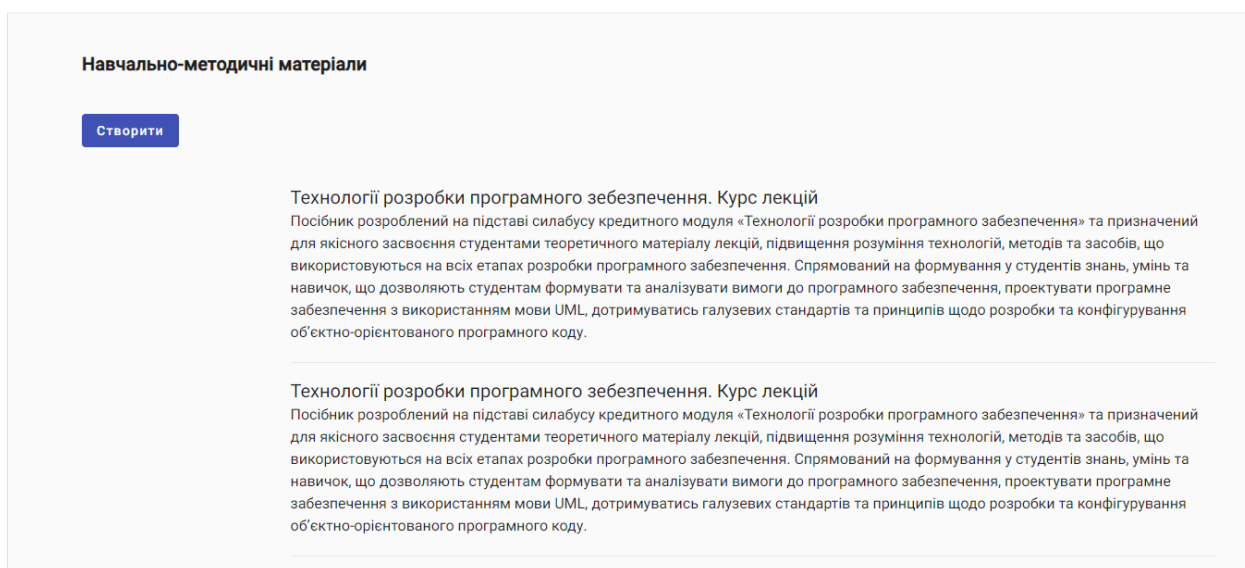 Навчально-методичні матеріали
Створити
Технології розробки програмного зебезпечення. Курс лекцій
Посібник розроблений на підставі силабусу кредитного модуля «Технології розробки програмного забезпечення» та призначений
для якісного засвоєння студентами теоретичного матеріалу лекцій, підвищення розуміння технологій, методів та засобів, що
використовуються на всіх етапах розробки програмного забезпечення. Спрямований на формування у студентів знань, умінь та
навичок, що дозволяють студентам формувати та аналізувати вимоги до програмного забезпечення, проектувати програмне
забезпечення з використанням мови UML, дотримуватись галузевих стандартів та принципів щодо розробки та конфігурування
об’єктно-орієнтованого програмного коду.
Технології розробки програмного зебезпечення. Курс лекцій
Посібник розроблений на підставі силабусу кредитного модуля «Технології розробки програмного забезпечення» та призначений
для якісного засвоєння студентами теоретичного матеріалу лекцій, підвищення розуміння технологій, методів та засобів, що
використовуються на всіх етапах розробки програмного забезпечення. Спрямований на формування у студентів знань, умінь та
навичок, що дозволяють студентам формувати та аналізувати вимоги до програмного забезпечення, проектувати програмне
забезпечення з використанням мови UML, дотримуватись галузевих стандартів та принципів щодо розробки та конфігурування
об’єктно-орієнтованого програмного коду.